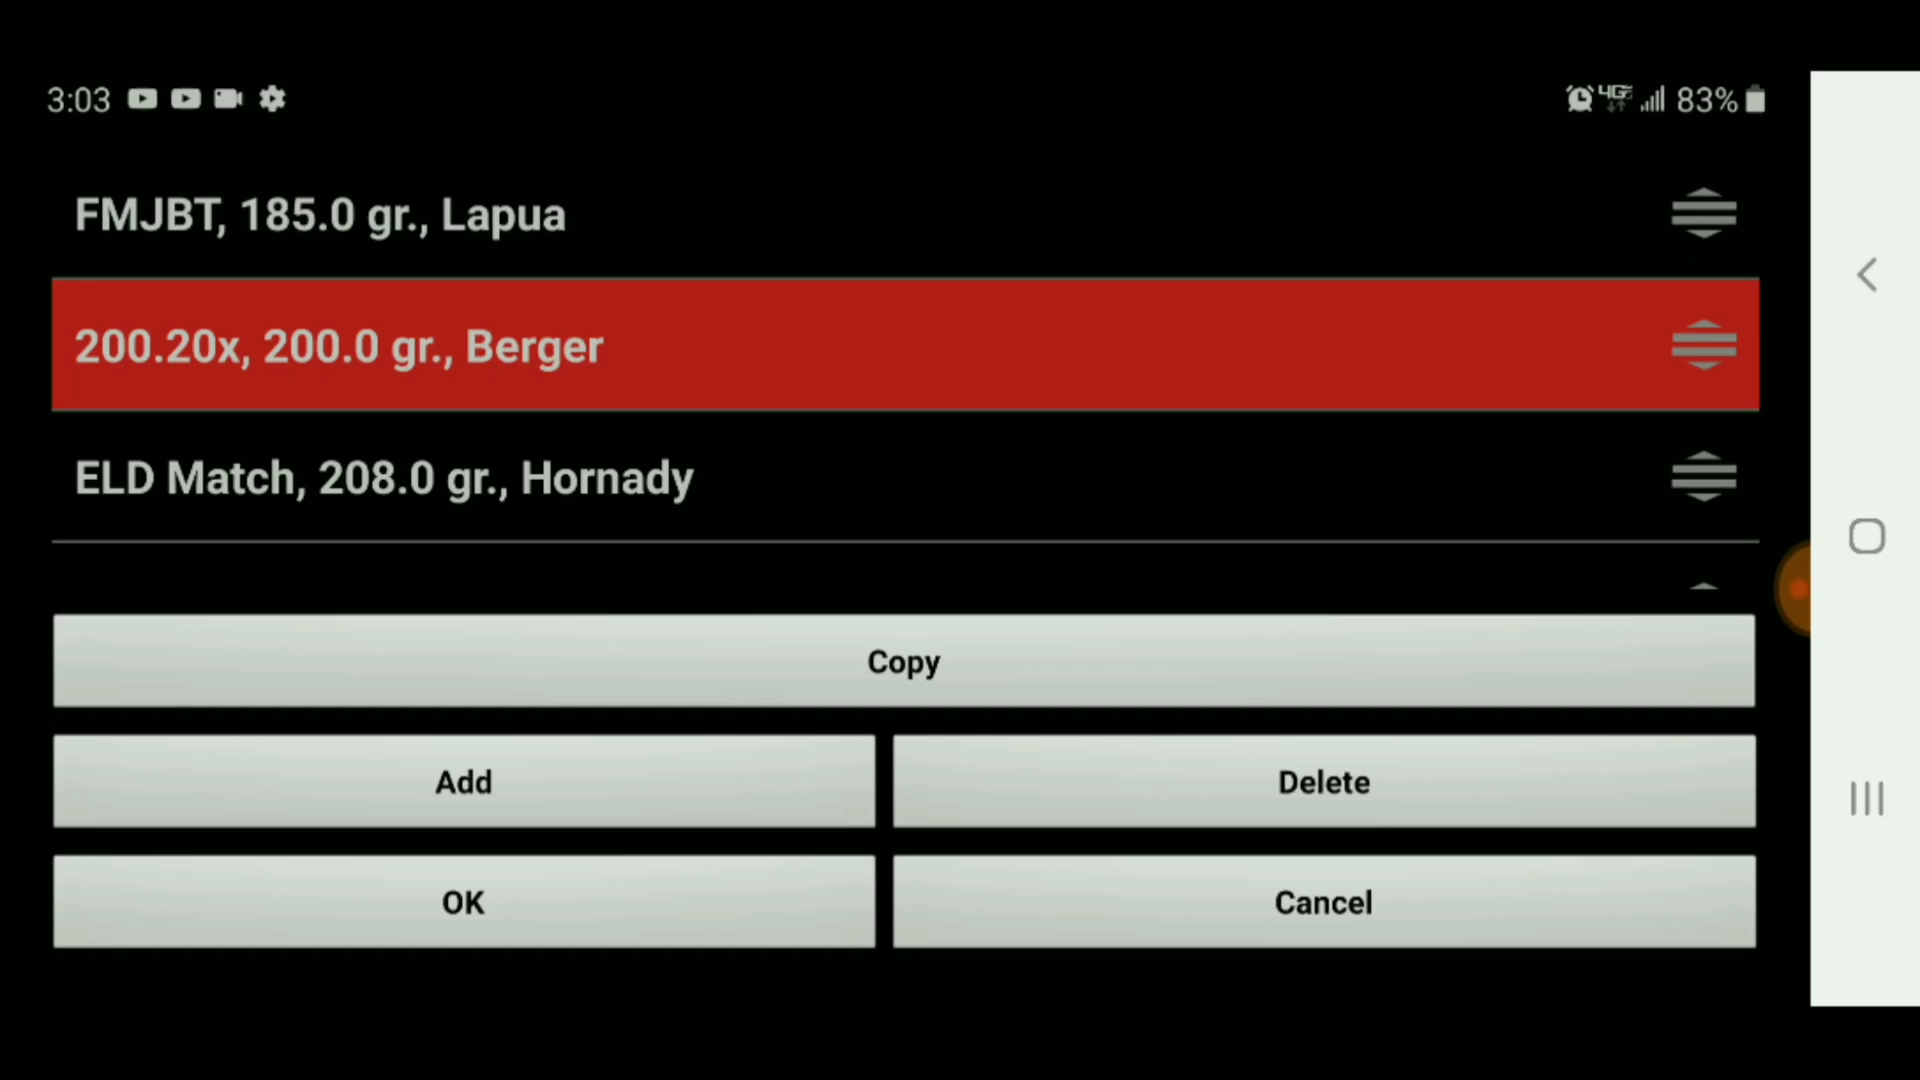 3:03
4G 83%
FMJBT, 185.0 gr., Lapua
200.20x, 200.0 gr., Berger
ELD Match, 208.0 gr., Hornady
Copy
Add Delete
OK Cancel